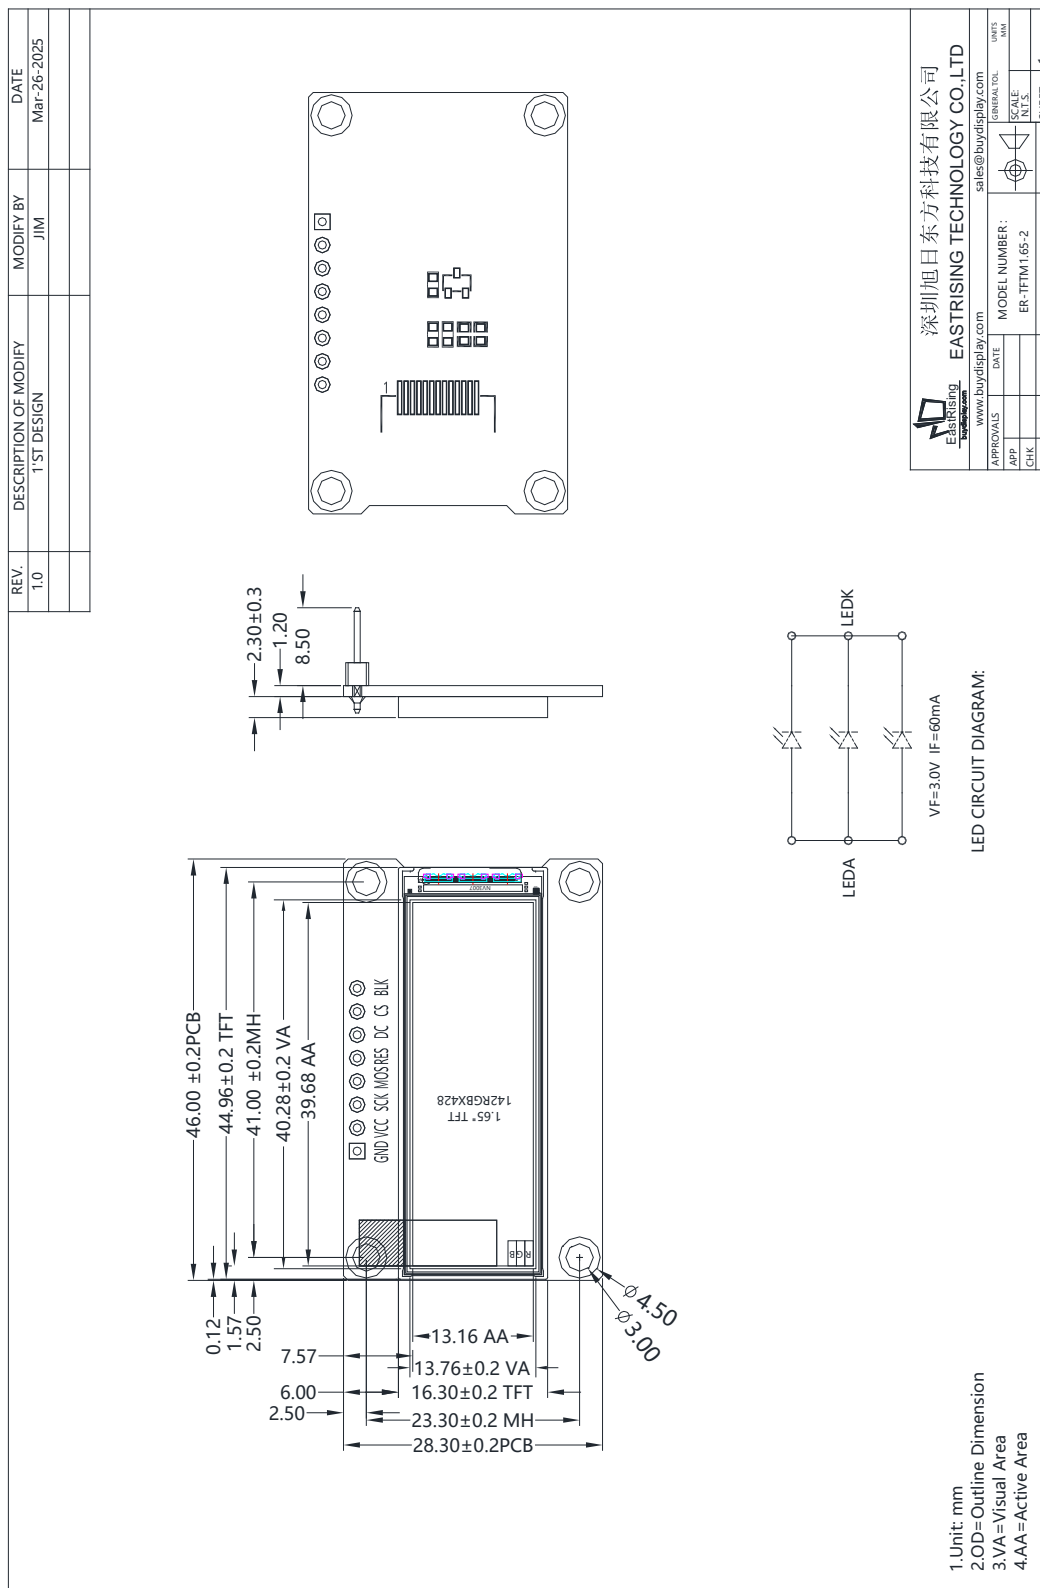 REV.
DESCRIPTION OF MODIFY
MODIFY BY
DATE
1.0
1'ST DESIGN
JIM
Mar-26-2025
1
2.30±0.3
1.20
8.50
46.00 ±0.2PCB
44.96±0.2 TFT
41.00 ±0.2MH
40.28±0.2 VA
39.68 AA
0.12
1.57
2.50
GND VCC SCK MOSRES DC CS BLK
NV3007
1.65" TFT
142RGBX428
R G B
7.57
6.00
2.50
13.16 AA
13.76±0.2 VA
16.30±0.2 TFT
23.30±0.2 MH
28.30±0.2PCB
⌀4.50
⌀3.00
LEDA
LEDK
VF=3.0V IF=60mA
LED CIRCUIT DIAGRAM:
1.Unit: mm
2.OD=Outline Dimension
3.VA=Visual Area
4.AA=Active Area
EastRising
buydisplay.com
深圳旭日东方科技有限公司
EASTRISING TECHNOLOGY CO.,LTD
www.buydisplay.com
sales@buydisplay.com
APPROVALS
DATE
APP
CHK
MODEL NUMBER :
ER-TFTM1.65-2
GENERAL TOL.
UNITS
MM
SCALE:
N.T.S.